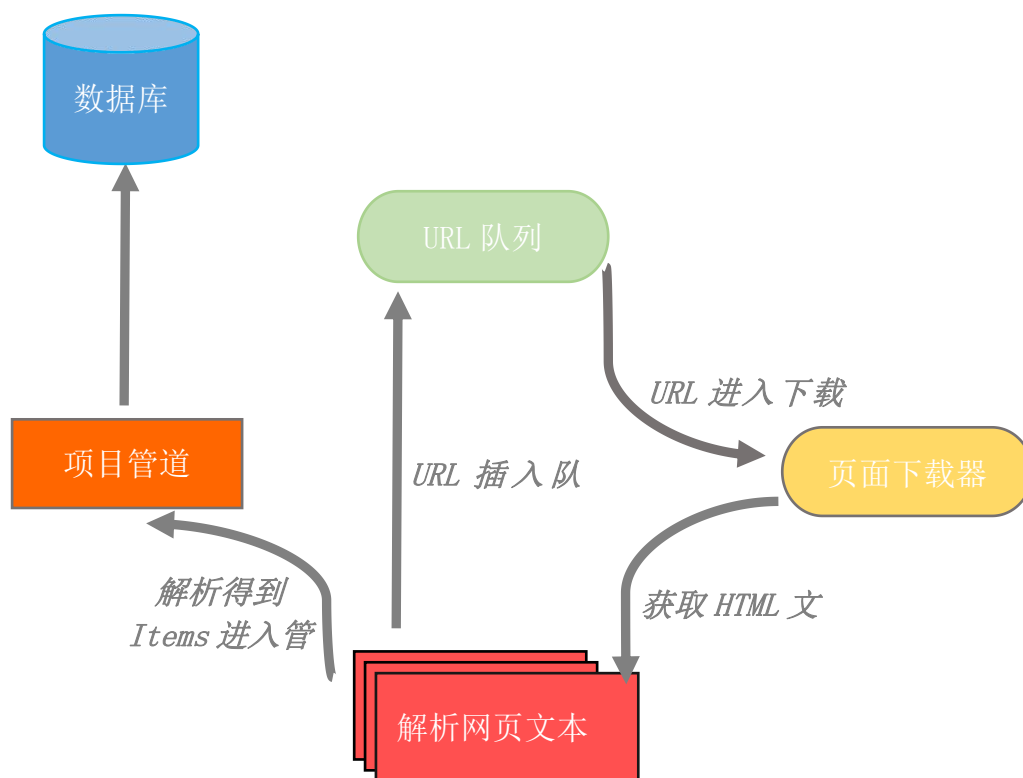 数据库
URL 队列
URL 进入下载
项目管道
URL 插入队
页面下载器
解析得到
Items 进入管
获取 HTML 文
解析网页文本